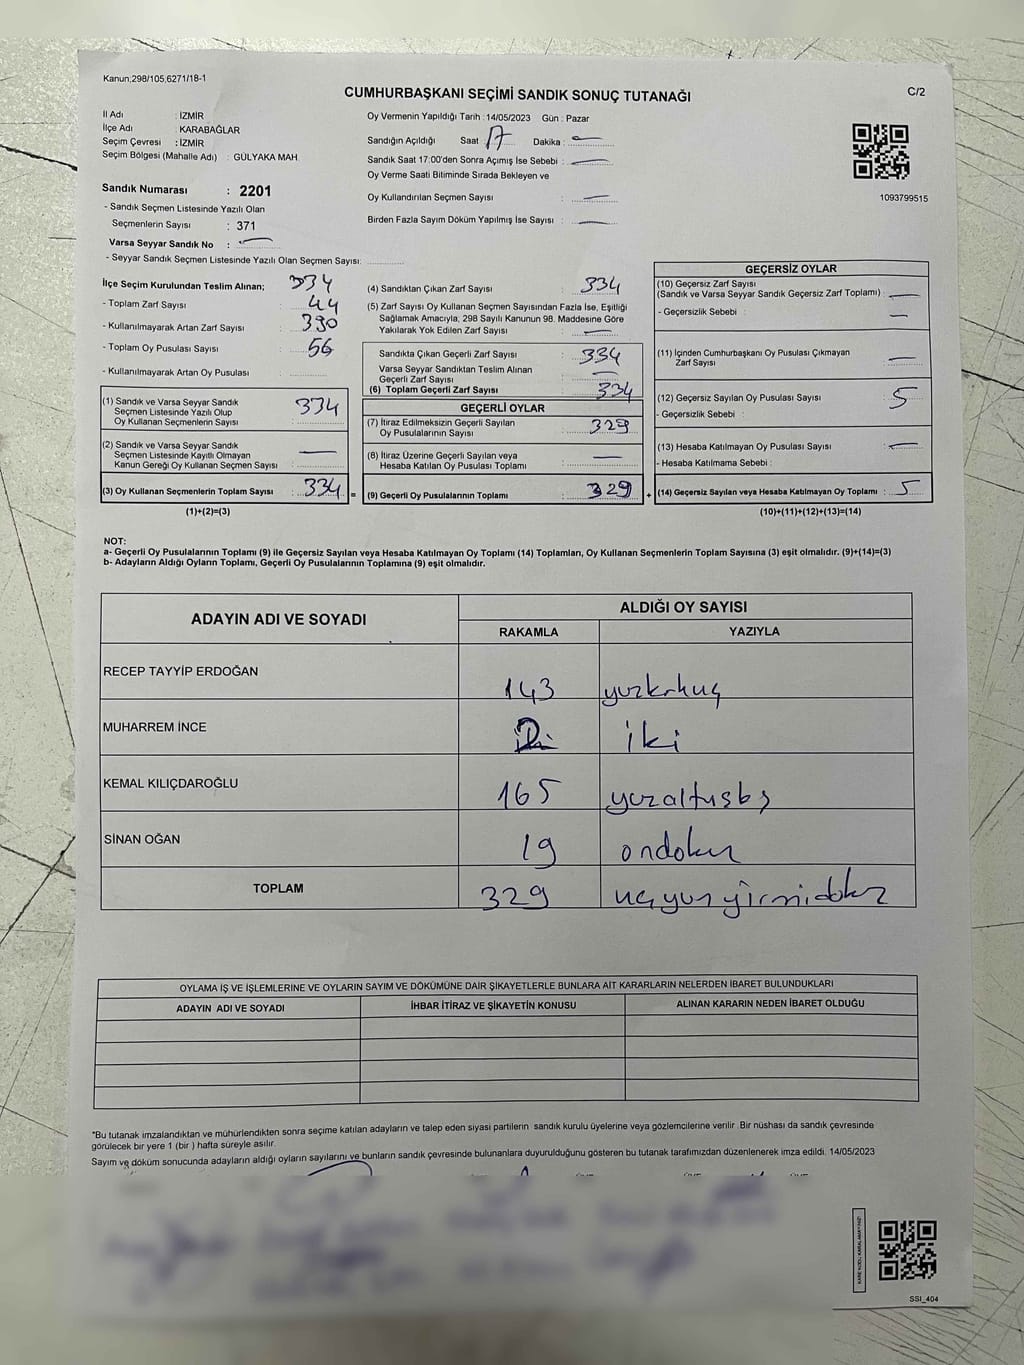 Kanun;298/105,6271/18-1
CUMHURBAŞKANI SEÇİMİ SANDIK SONUÇ TUTANAĞI
C/2
İl Adı : İZMİR
İlçe Adı : KARABAĞLAR
Seçim Çevresi : İZMİR
Seçim Bölgesi (Mahalle Adı) : GÜLYAKA MAH.
Sandık Numarası : 2201
- Sandık Seçmen Listesinde Yazılı Olan
Seçmenlerin Sayısı : 371
Varsa Seyyar Sandık No : —
- Seyyar Sandık Seçmen Listesinde Yazılı Olan Seçmen Sayısı:
Oy Vermenin Yapıldığı Tarih :14/05/2023 Gün : Pazar
Sandığın Açıldığı Saat 17 Dakika : —
Sandık Saat 17:00'den Sonra Açımış İse Sebebi : —
Oy Verme Saati Bitiminde Sırada Bekleyen ve
Oy Kullandırılan Seçmen Sayısı : —
Birden Fazla Sayım Döküm Yapılmış İse Sayısı : —
1093799515
İlçe Seçim Kurulundan Teslim Alınan; 334
- Toplam Zarf Sayısı : 44
- Kullanılmayarak Artan Zarf Sayısı : 390
- Toplam Oy Pusulası Sayısı : 56
- Kullanılmayarak Artan Oy Pusulası :
(1) Sandık ve Varsa Seyyar Sandık
Seçmen Listesinde Yazılı Olup
Oy Kullanan Seçmenlerin Sayısı : 334
(2) Sandık ve Varsa Seyyar Sandık
Seçmen Listesinde Kayıtlı Olmayan
Kanun Gereği Oy Kullanan Seçmen Sayısı : —
(3) Oy Kullanan Seçmenlerin Toplam Sayısı : 334 =
(1)+(2)=(3)
(4) Sandıktan Çıkan Zarf Sayısı : 334
(5) Zarf Sayısı Oy Kullanan Seçmen Sayısından Fazla İse, Eşitliği
Sağlamak Amacıyla; 298 Sayılı Kanunun 98. Maddesine Göre
Yakılarak Yok Edilen Zarf Sayısı : —
Sandıkta Çıkan Geçerli Zarf Sayısı : 334
Varsa Seyyar Sandıktan Teslim Alınan
Geçerli Zarf Sayısı : —
(6) Toplam Geçerli Zarf Sayısı : 334
GEÇERLİ OYLAR
(7) İtiraz Edilmeksizin Geçerli Sayılan
Oy Pusulalarının Sayısı : 329
(8) İtiraz Üzerine Geçerli Sayılan veya
Hesaba Katılan Oy Pusulası Toplamı : —
(9) Geçerli Oy Pusulalarının Toplamı : 329 +
GEÇERSİZ OYLAR
(10) Geçersiz Zarf Sayısı
(Sandık ve Varsa Seyyar Sandık Geçersiz Zarf Toplamı) : —
- Geçersizlik Sebebi : —
(11) İçinden Cumhurbaşkanı Oy Pusulası Çıkmayan
Zarf Sayısı : —
(12) Geçersiz Sayılan Oy Pusulası Sayısı : 5
- Geçersizlik Sebebi :
(13) Hesaba Katılmayan Oy Pusulası Sayısı : —
- Hesaba Katılmama Sebebi :
(14) Geçersiz Sayılan veya Hesaba Katılmayan Oy Toplamı : 5
(10)+(11)+(12)+(13)=(14)
NOT:
a- Geçerli Oy Pusulalarının Toplamı (9) ile Geçersiz Sayılan veya Hesaba Katılmayan Oy Toplamı (14) Toplamları, Oy Kullanan Seçmenlerin Toplam Sayısına (3) eşit olmalıdır. (9)+(14)=(3)
b- Adayların Aldığı Oyların Toplamı, Geçerli Oy Pusulalarının Toplamına (9) eşit olmalıdır.
ADAYIN ADI VE SOYADI
ALDIĞI OY SAYISI
RAKAMLA YAZIYLA
RECEP TAYYİP ERDOĞAN 143 yüzkırküç
MUHARREM İNCE 2 iki
KEMAL KILIÇDAROĞLU 165 yüzaltmışbş
SİNAN OĞAN 19 ondokuz
TOPLAM 329 üçyüzyirmidokuz
OYLAMA İŞ VE İŞLEMLERİNE VE OYLARIN SAYIM VE DÖKÜMÜNE DAİR ŞİKAYETLERLE BUNLARA AİT KARARLARIN NELERDEN İBARET BULUNDUKLARI
ADAYIN ADI VE SOYADI İHBAR İTİRAZ VE ŞİKAYETİN KONUSU ALINAN KARARIN NEDEN İBARET OLDUĞU
"Bu tutanak imzalandıktan ve mühürlendikten sonra seçime katılan adayların ve talep eden siyasi partilerin sandık kurulu üyelerine veya gözlemcilerine verilir .Bir nüshası da sandık çevresinde
görülecek bir yere 1 (bir ) hafta süreyle asılır.
Sayım ve döküm sonucunda adayların aldığı oyların sayılarını ve bunların sandık çevresinde bulunanlara duyurulduğunu gösteren bu tutanak tarafımızdan düzenlenerek imza edildi. 14/05/2023
SSI_404